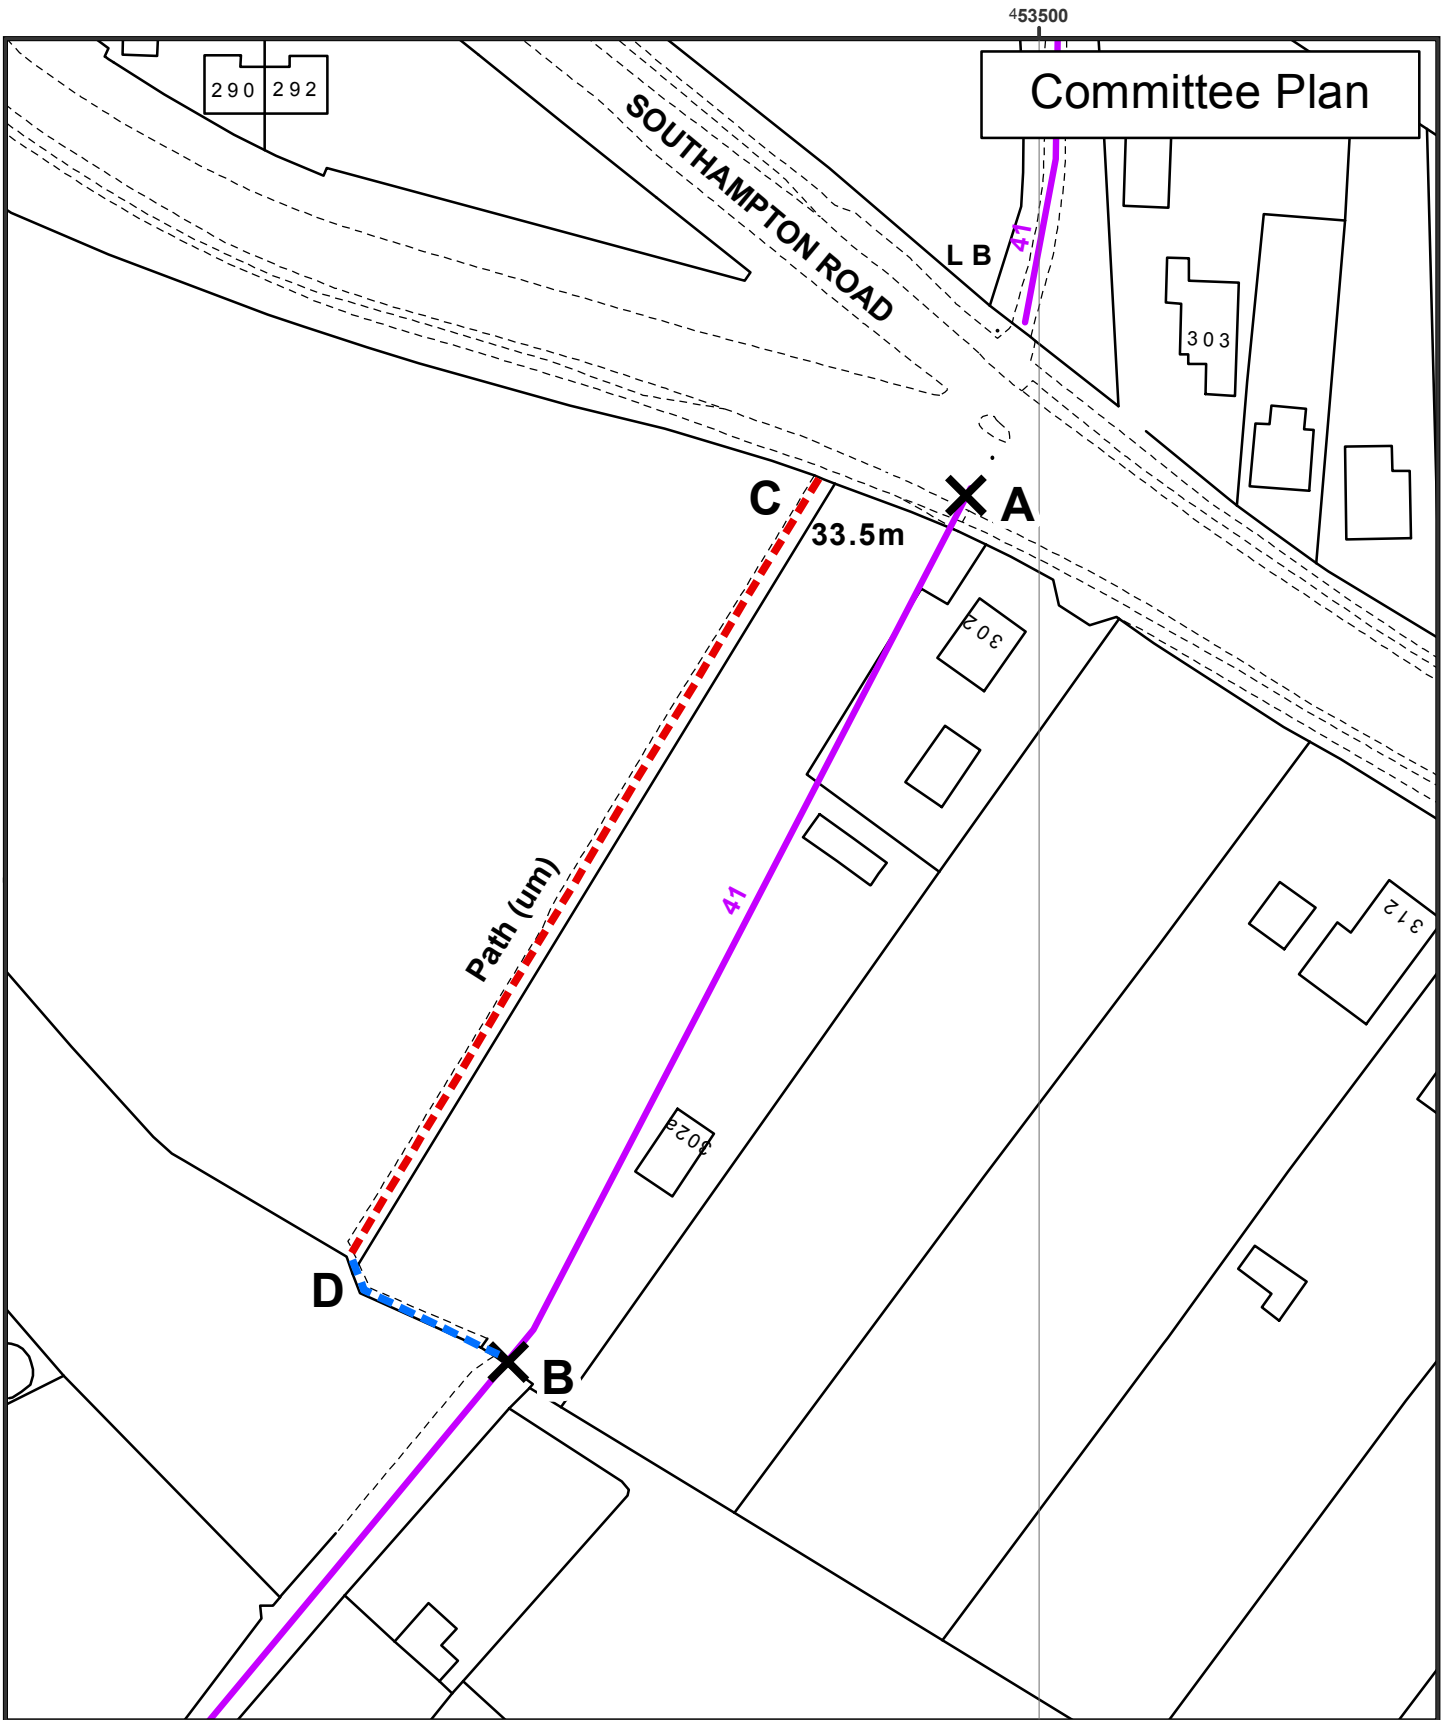 453500
Committee Plan
290
292
SOUTHAMPTON ROAD
L B
41
303
C
A
33.5m
302
Path (um)
41
312
302a
D
B